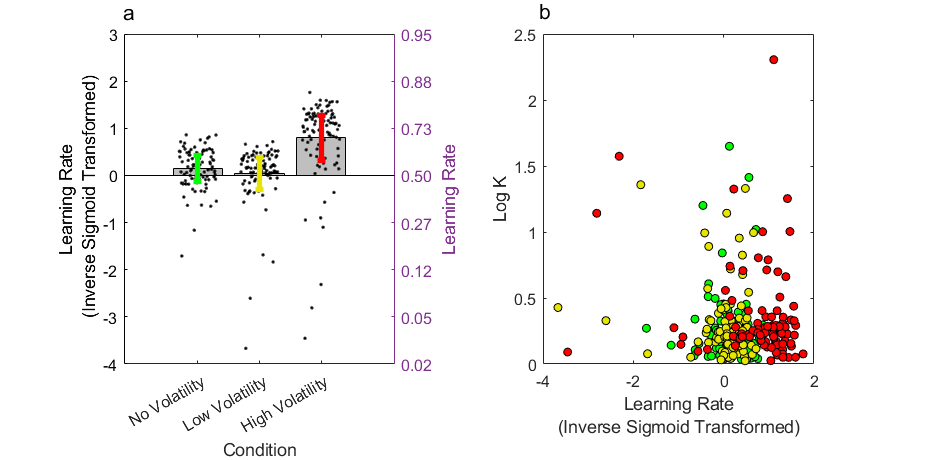 a
3
2
1
0
-1
-2
-3
-4
Learning Rate
(Inverse Sigmoid Transformed)
0.95
0.88
0.73
0.50
0.27
0.12
0.05
0.02
Learning Rate
No Volatility
Low Volatility
High Volatility
Condition
b
2.5
2
1.5
1
0.5
0
Log K
-4 -2 0 2
Learning Rate
(Inverse Sigmoid Transformed)